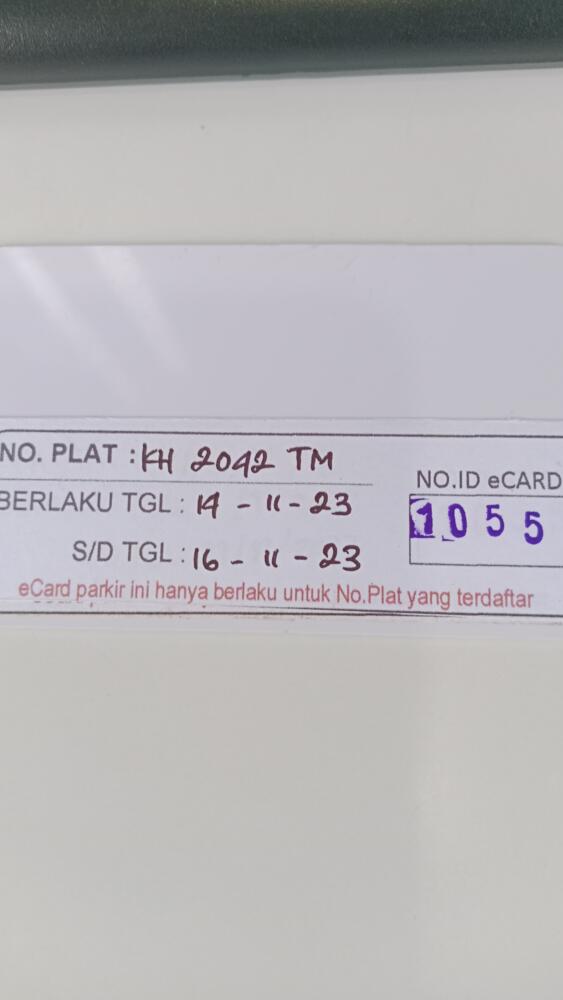 NO. PLAT : KH 2042 TM
NO.ID eCARD
BERLAKU TGL : 14 - 11 - 23
1055
S/D TGL : 16 - 11 - 23
eCard parkir ini hanya berlaku untuk No.Plat yang terdaftar